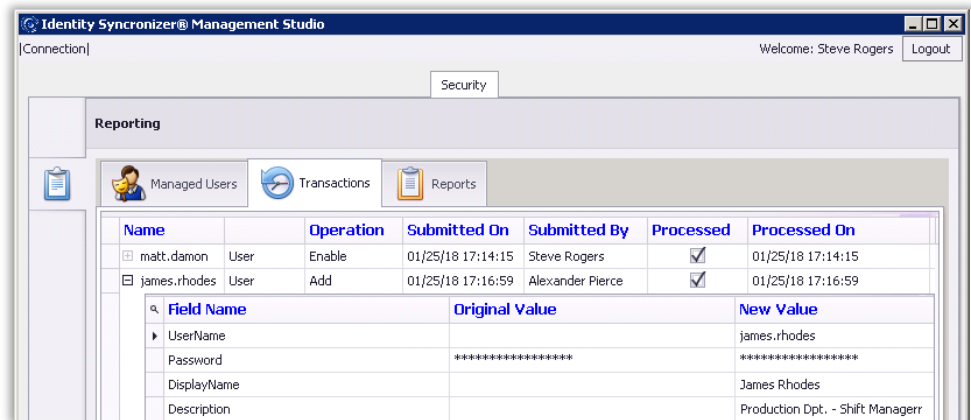 Identity Syncronizer® Management Studio
|Connection| Welcome: Steve Rogers Logout
Security
Reporting
Managed Users Transactions Reports
Name Operation Submitted On Submitted By Processed Processed On
matt.damon User Enable 01/25/18 17:14:15 Steve Rogers 01/25/18 17:14:15
james.rhodes User Add 01/25/18 17:16:59 Alexander Pierce 01/25/18 17:16:59
Field Name Original Value New Value
UserName james.rhodes
Password ***************** *****************
DisplayName James Rhodes
Description Production Dpt. - Shift Managerr